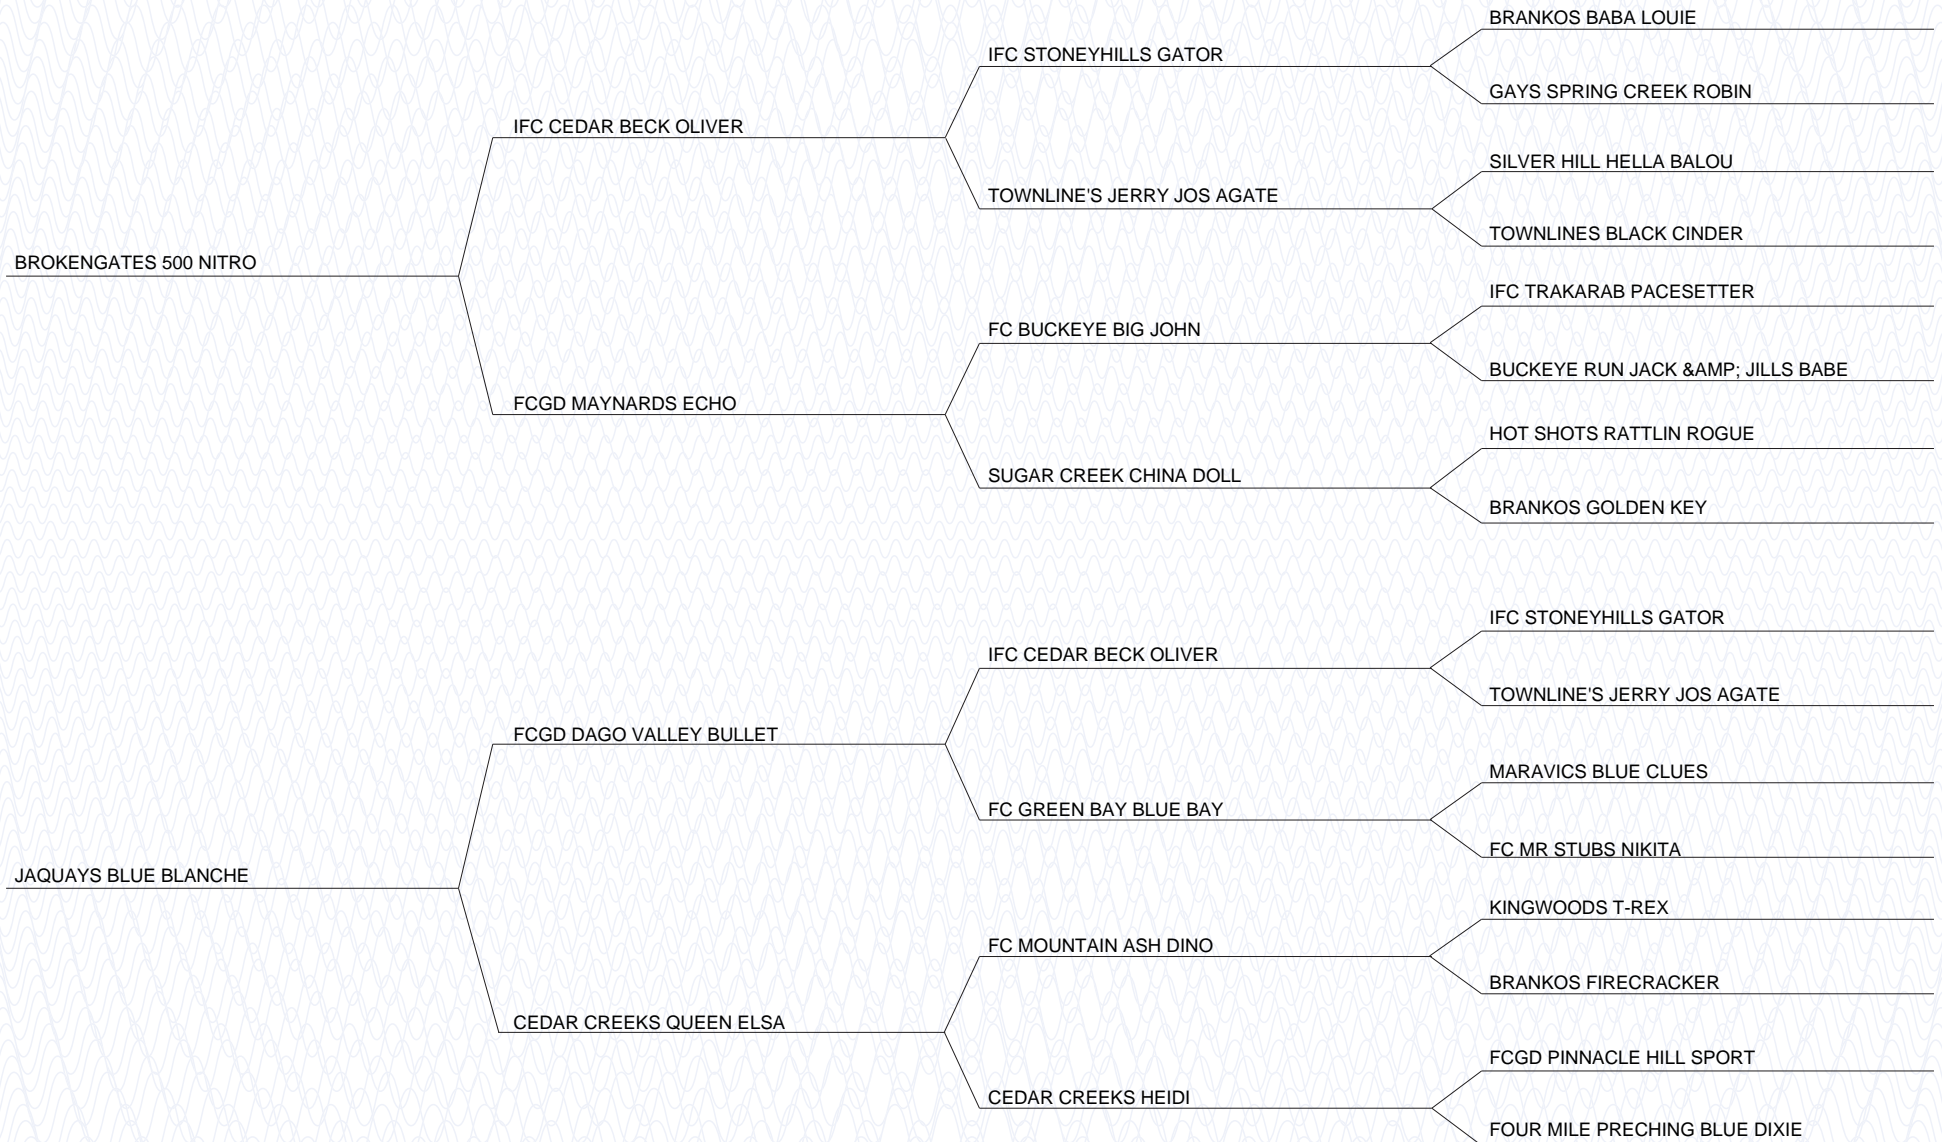 BROKENGATES 500 NITRO
IFC CEDAR BECK OLIVER
IFC STONEYHILLS GATOR
BRANKOS BABA LOUIE
GAYS SPRING CREEK ROBIN
TOWNLINE'S JERRY JOS AGATE
SILVER HILL HELLA BALOU
TOWNLINES BLACK CINDER
FCGD MAYNARDS ECHO
FC BUCKEYE BIG JOHN
IFC TRAKARAB PACESETTER
BUCKEYE RUN JACK &AMP; JILLS BABE
SUGAR CREEK CHINA DOLL
HOT SHOTS RATTLIN ROGUE
BRANKOS GOLDEN KEY
JAQUAYS BLUE BLANCHE
FCGD DAGO VALLEY BULLET
IFC CEDAR BECK OLIVER
IFC STONEYHILLS GATOR
TOWNLINE'S JERRY JOS AGATE
FC GREEN BAY BLUE BAY
MARAVICS BLUE CLUES
FC MR STUBS NIKITA
CEDAR CREEKS QUEEN ELSA
FC MOUNTAIN ASH DINO
KINGWOODS T-REX
BRANKOS FIRECRACKER
CEDAR CREEKS HEIDI
FCGD PINNACLE HILL SPORT
FOUR MILE PRECHING BLUE DIXIE